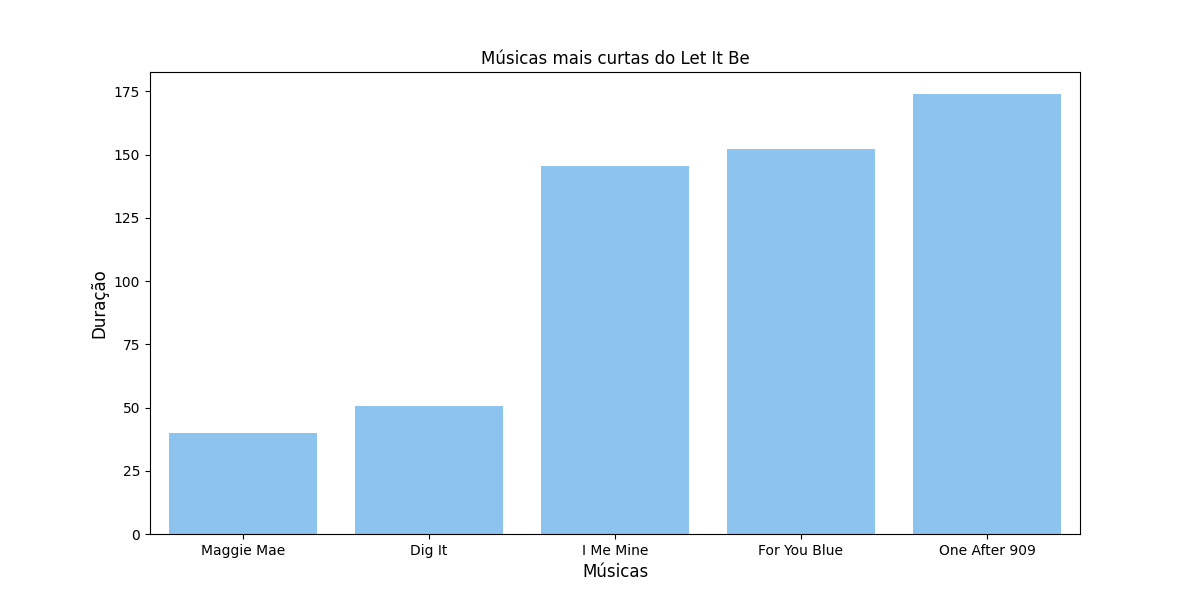 Músicas mais curtas do Let It Be
Duração
175
150
125
100
75
50
25
0
Maggie Mae
Dig It
I Me Mine
For You Blue
One After 909
Músicas